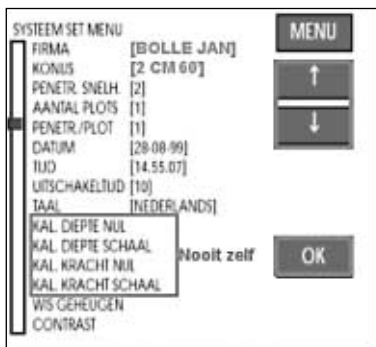 SYSTEEM SET MENU
FIRMA [BOLLE JAN]
KONUS [2 CM 60']
PENETR. SNELH. [2]
AANTAL PLOTS [1]
PENETR./PLOT [1]
DATUM [28-08-99]
TIJD [14.55.07]
UITSCHAKELTIJD [10]
TAAL [NEDERLANDS]
KAL. DIEPTE NUL
KAL. DIEPTE SCHAAL
KAL. KRACHT NUL
KAL. KRACHT SCHAAL
Nooit zelf
WIS GEHEUGEN
CONTRAST
MENU
↑
↓
OK